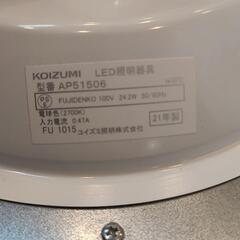 KOIZUMI LED照明器具
型番 AP51506
PSE FUJIDENKO 100V 24.2W 50/60Hz
電球色(2700K)
入力電流 0.47A 21年製
FU 1015 コイズミ照明株式会社